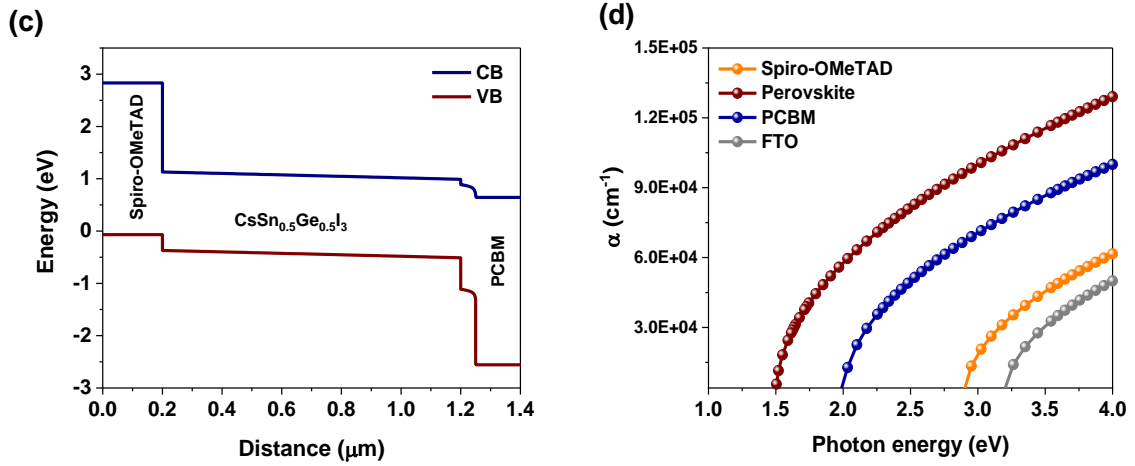 (c)
3
2
1
0
-1
-2
-3
Energy (eV)
CB
VB
Spiro-OMeTAD
CsSn0.5Ge0.5I3
PCBM
0.0 0.2 0.4 0.6 0.8 1.0 1.2 1.4
Distance (μm)
(d)
1.5E+05
1.2E+05
9.0E+04
6.0E+04
3.0E+04
α (cm-1)
Spiro-OMeTAD
Perovskite
PCBM
FTO
1.0 1.5 2.0 2.5 3.0 3.5 4.0
Photon energy (eV)